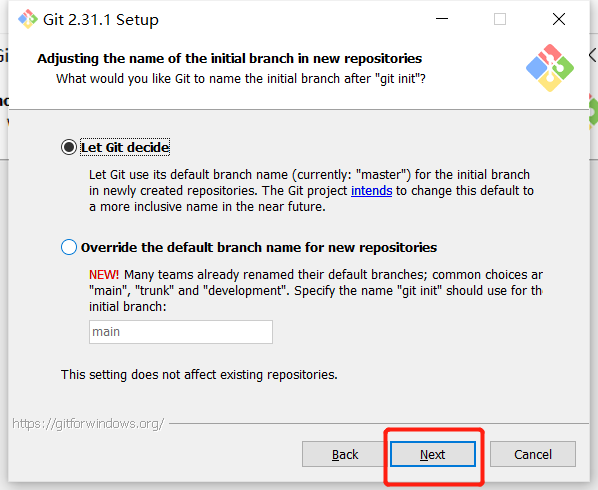 Git 2.31.1 Setup
Adjusting the name of the initial branch in new repositories
What would you like Git to name the initial branch after "git init"?
Let Git decide
Let Git use its default branch name (currently: "master") for the initial branch
in newly created repositories. The Git project intends to change this default to
a more inclusive name in the near future.
Override the default branch name for new repositories
NEW! Many teams already renamed their default branches; common choices ar
"main", "trunk" and "development". Specify the name "git init" should use for the
initial branch:
main
This setting does not affect existing repositories.
https://gitforwindows.org/
Back
Next
Cancel